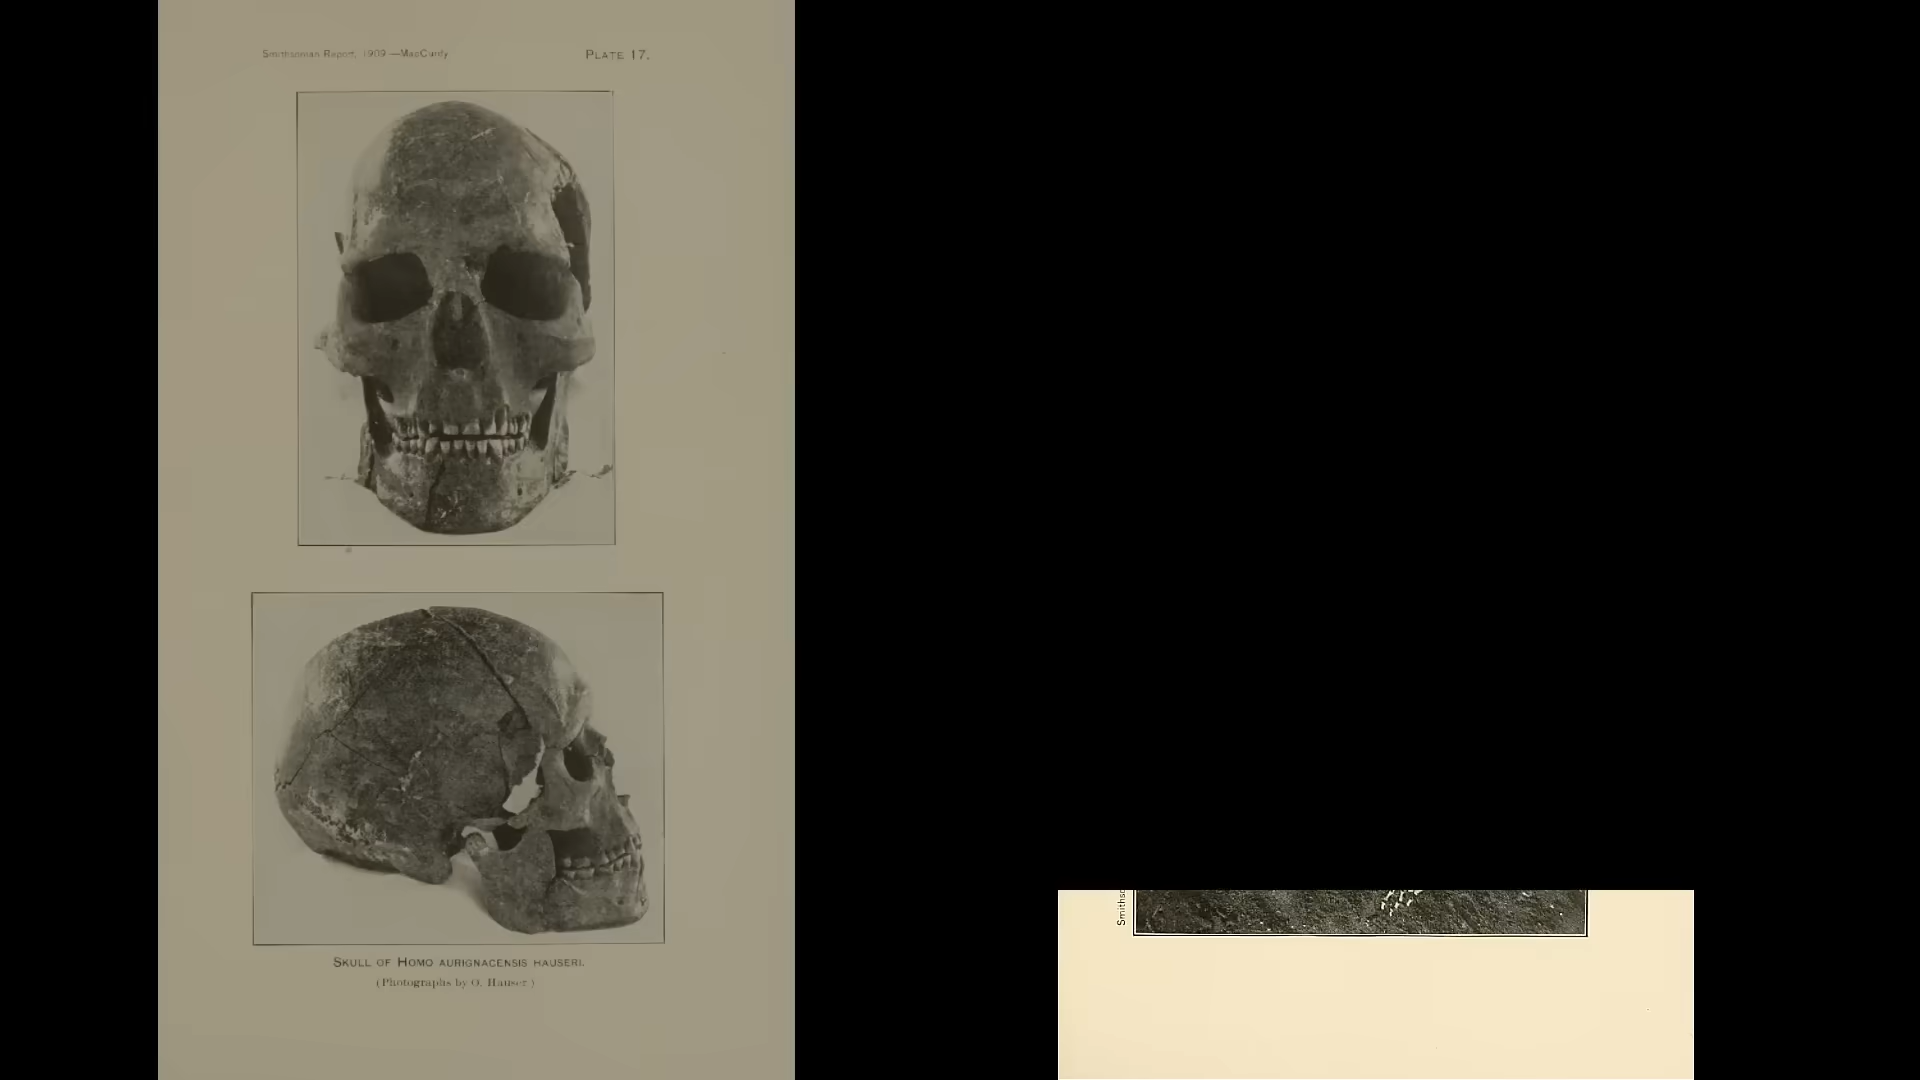 Smithsonian Report, 1909—MacCurdy
PLATE 17.
SKULL OF HOMO AURIGNACENSIS HAUSERI.
(Photographs by O. Hauser.)